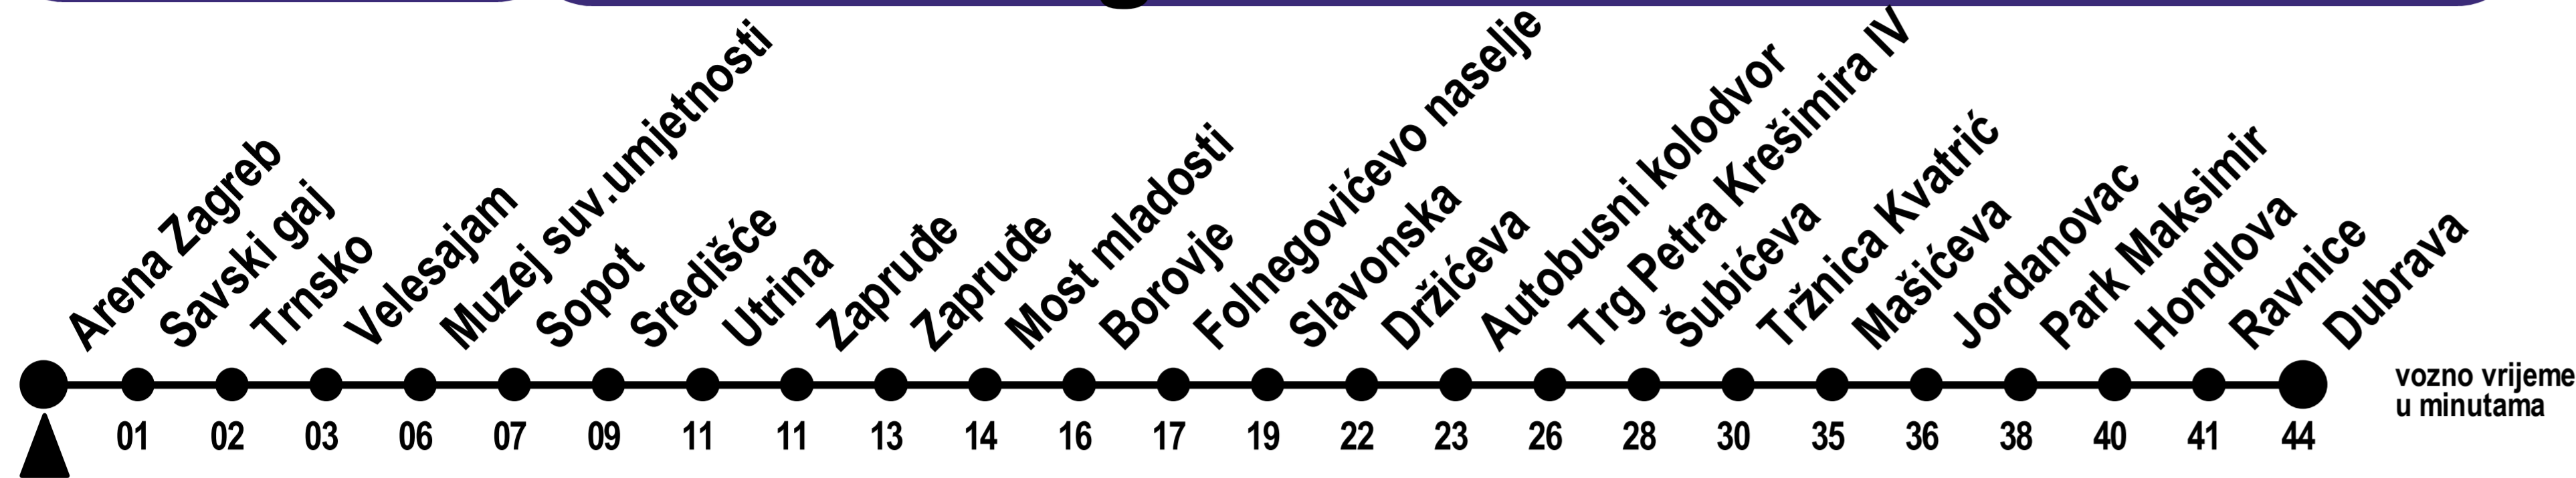 Arena Zagreb
Savski gaj
Trnsko
Velesajam
Muzej suv.umjetnosti
Sopot
Središće
Utrina
Zapruđe
Zapruđe
Most mladosti
Borovje
Folnegovićevo naselje
Slavonska
Držićeva
Autobusni kolodvor
Trg Petra Krešimira IV
Šubićeva
Tržnica Kvatrić
Mašićeva
Jordanovac
Park Maksimir
Hondlova
Ravnice
Dubrava
vozno vrijeme
u minutama
01 02 03 06 07 09 11 11 13 14 16 17 19 22 23 26 28 30 35 36 38 40 41 44